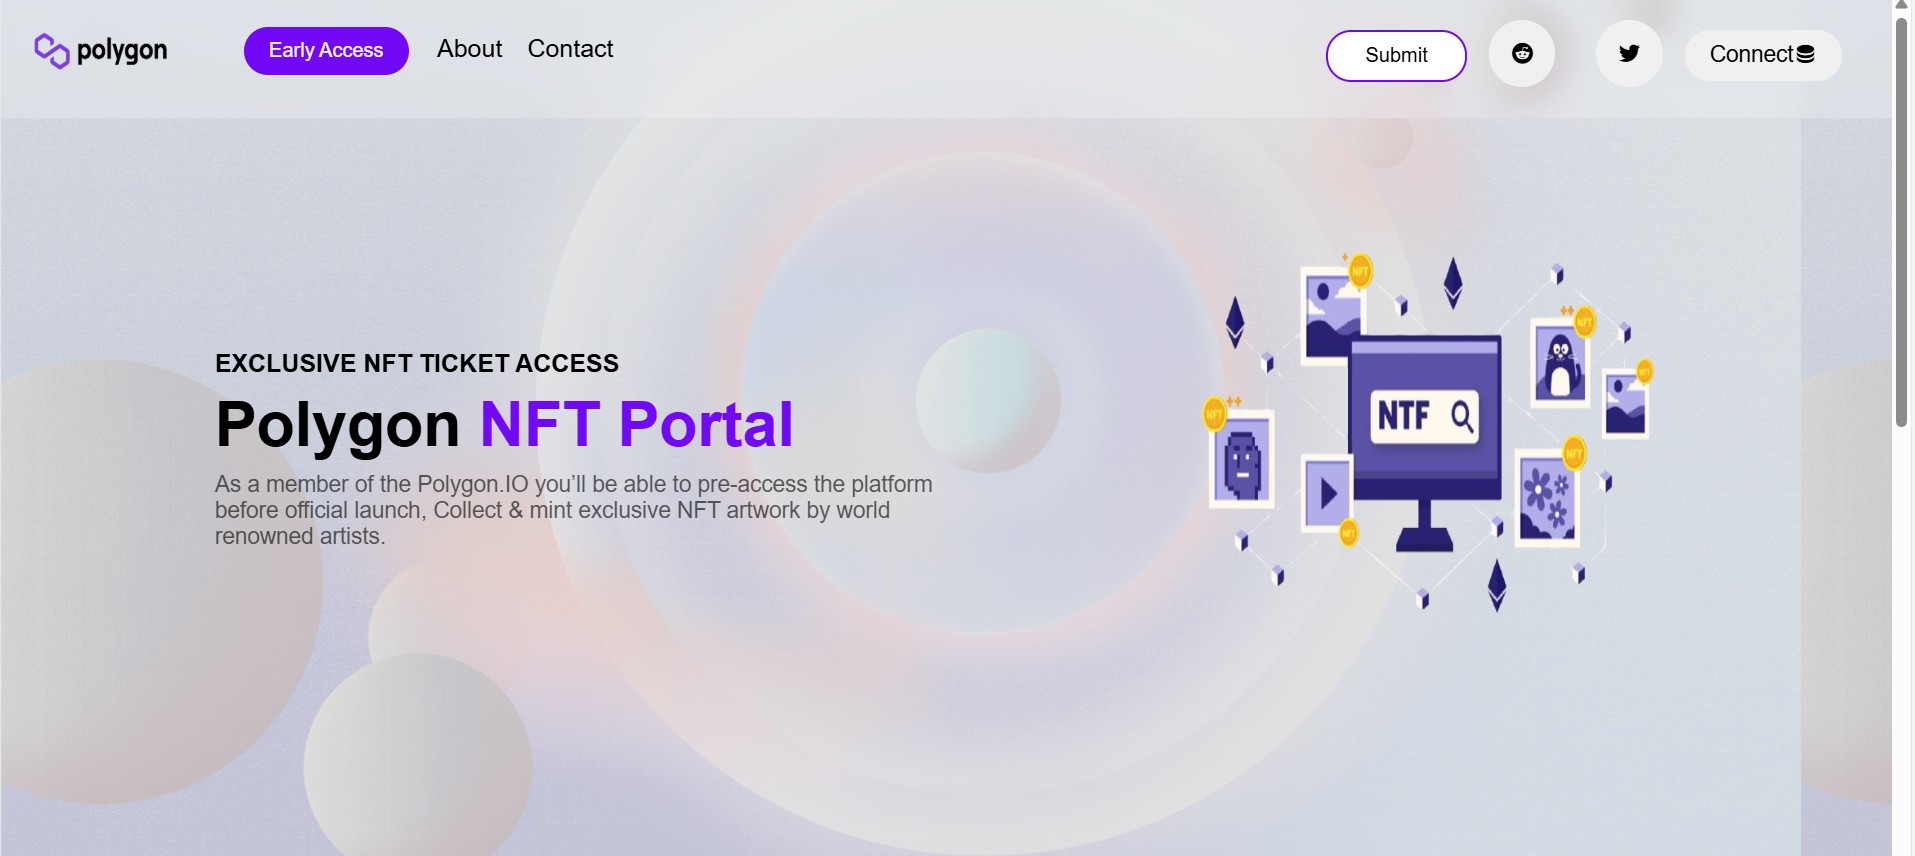 polygon
Early Access
About
Contact
Submit
Connect
EXCLUSIVE NFT TICKET ACCESS
Polygon NFT Portal
As a member of the Polygon.IO you’ll be able to pre-access the platform
before official launch, Collect & mint exclusive NFT artwork by world
renowned artists.
NFT
NFT
NFT
NFT
NTF
NFT
NFT